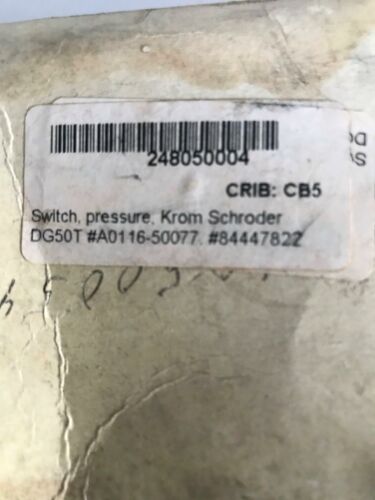 248050004
CRIB: CB5
Switch, pressure, Krom Schroder
DG50T #A0116-50077, #84447822